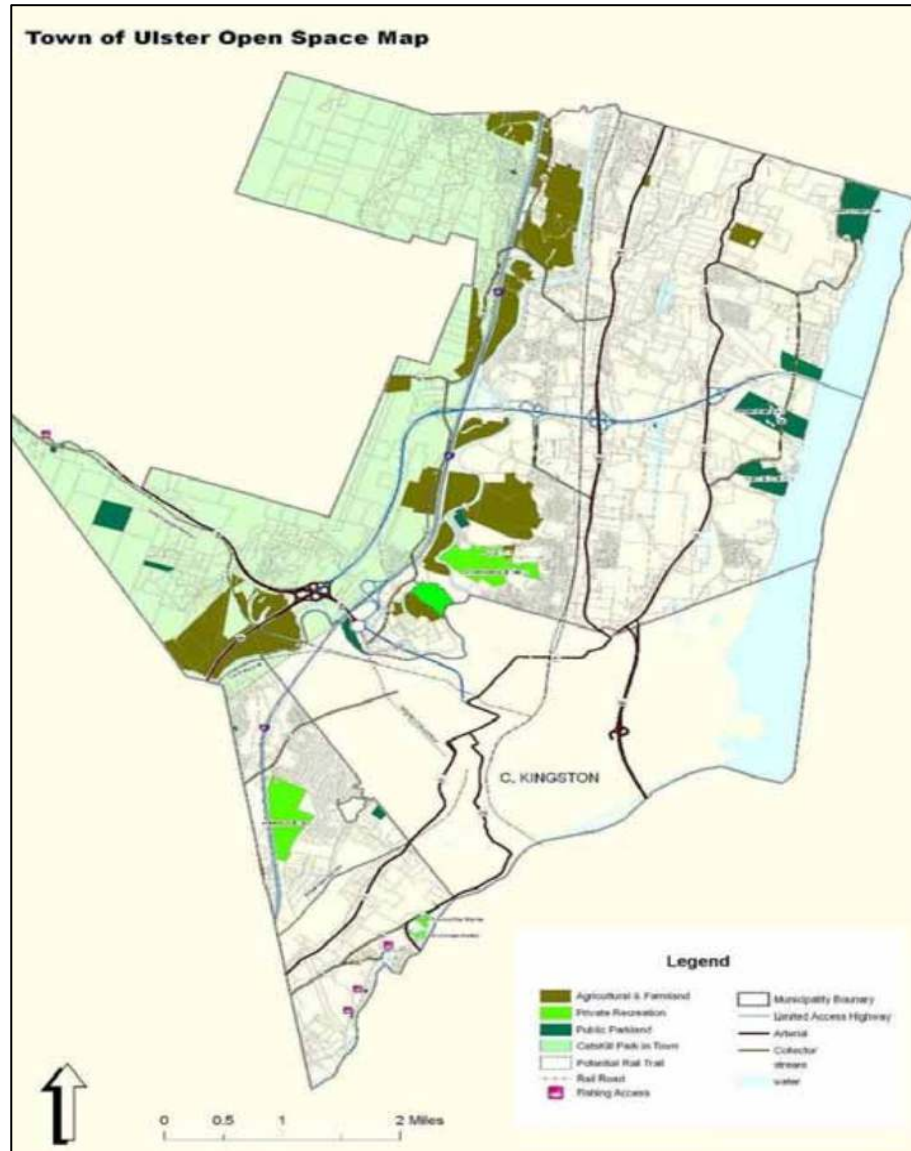 Town of Ulster Open Space Map
C, KINGSTON
Legend
Agricultural & Farmland
Private Recreation
Public Parkland
Catskill Park in Town
Potential Rail Trail
Rail Road
Fishing Access
Municipality Bounary
Limited Access Highway
Arterial
Collector
stream
water
0 0.5 1 2 Miles